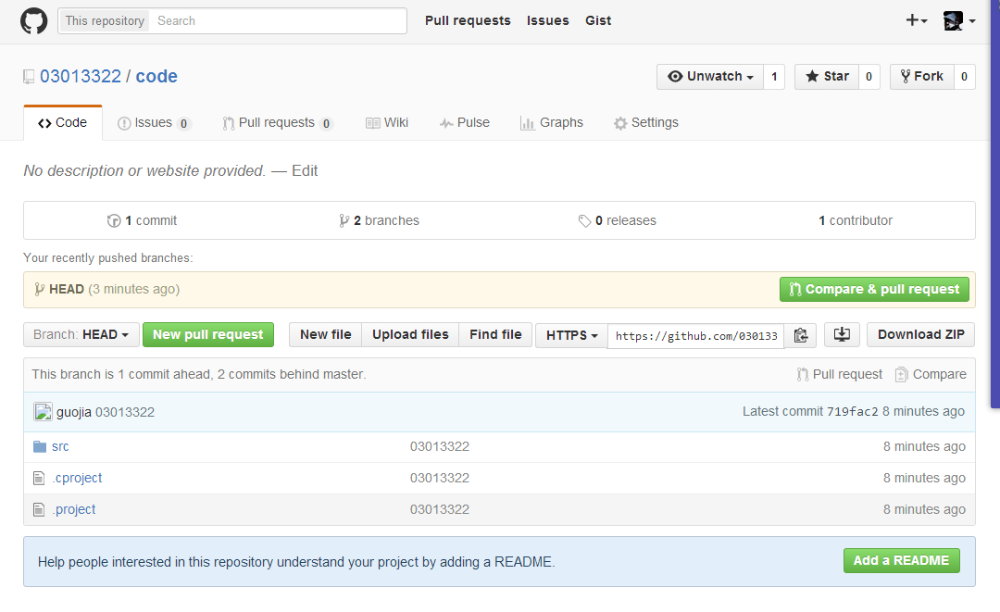 This repository Search Pull requests Issues Gist
03013322 / code Unwatch 1 Star 0 Fork 0
Code Issues 0 Pull requests 0 Wiki Pulse Graphs Settings
No description or website provided. — Edit
1 commit 2 branches 0 releases 1 contributor
Your recently pushed branches:
HEAD (3 minutes ago) Compare & pull request
Branch: HEAD New pull request New file Upload files Find file HTTPS https://github.com/030133 Download ZIP
This branch is 1 commit ahead, 2 commits behind master. Pull request Compare
guojia 03013322 Latest commit 719fac2 8 minutes ago
src 03013322 8 minutes ago
.cproject 03013322 8 minutes ago
.project 03013322 8 minutes ago
Help people interested in this repository understand your project by adding a README. Add a README